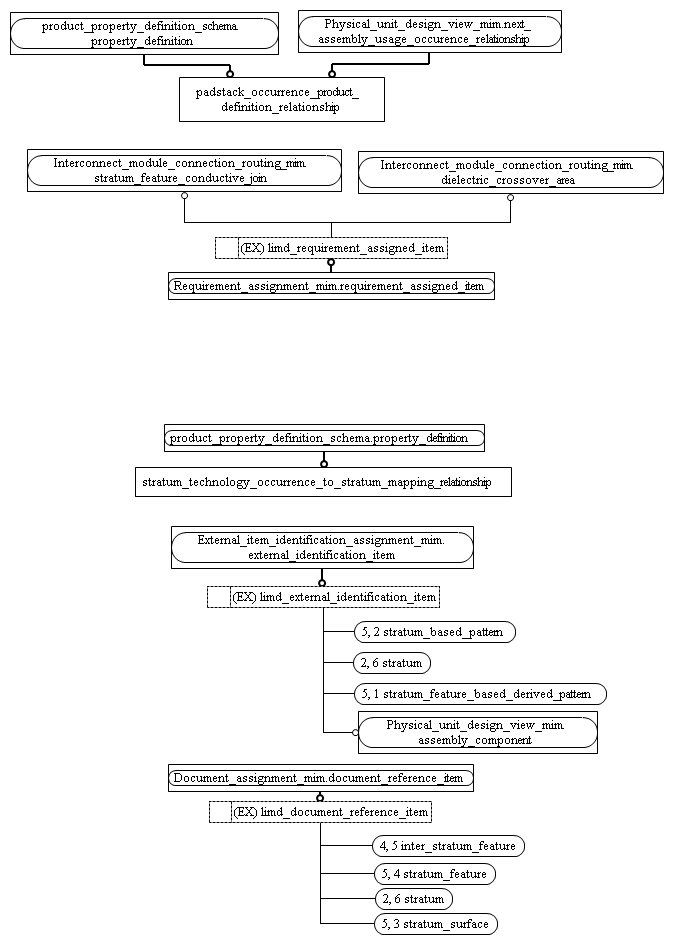 product_property_definition_schema.
property_definition
Physical_unit_design_view_mim.next_
assembly_usage_occurence_relationship
padstack_occurrence_product_
definition_relationship
Interconnect_module_connection_routing_mim.
stratum_feature_conductive_join
Interconnect_module_connection_routing_mim.
dielectric_crossover_area
(EX) limd_requirement_assigned_item
Requirement_assignment_mim.requirement_assigned_item
product_property_definition_schema.property_definition
stratum_technology_occurrence_to_stratum_mapping_relationship
External_item_identification_assignment_mim.
external_identification_item
(EX) limd_external_identification_item
5, 2 stratum_based_pattern
2, 6 stratum
5, 1 stratum_feature_based_derived_pattern
Physical_unit_design_view_mim.
assembly_component
Document_assignment_mim.document_reference_item
(EX) limd_document_reference_item
4, 5 inter_stratum_feature
5, 4 stratum_feature
2, 6 stratum
5, 3 stratum_surface